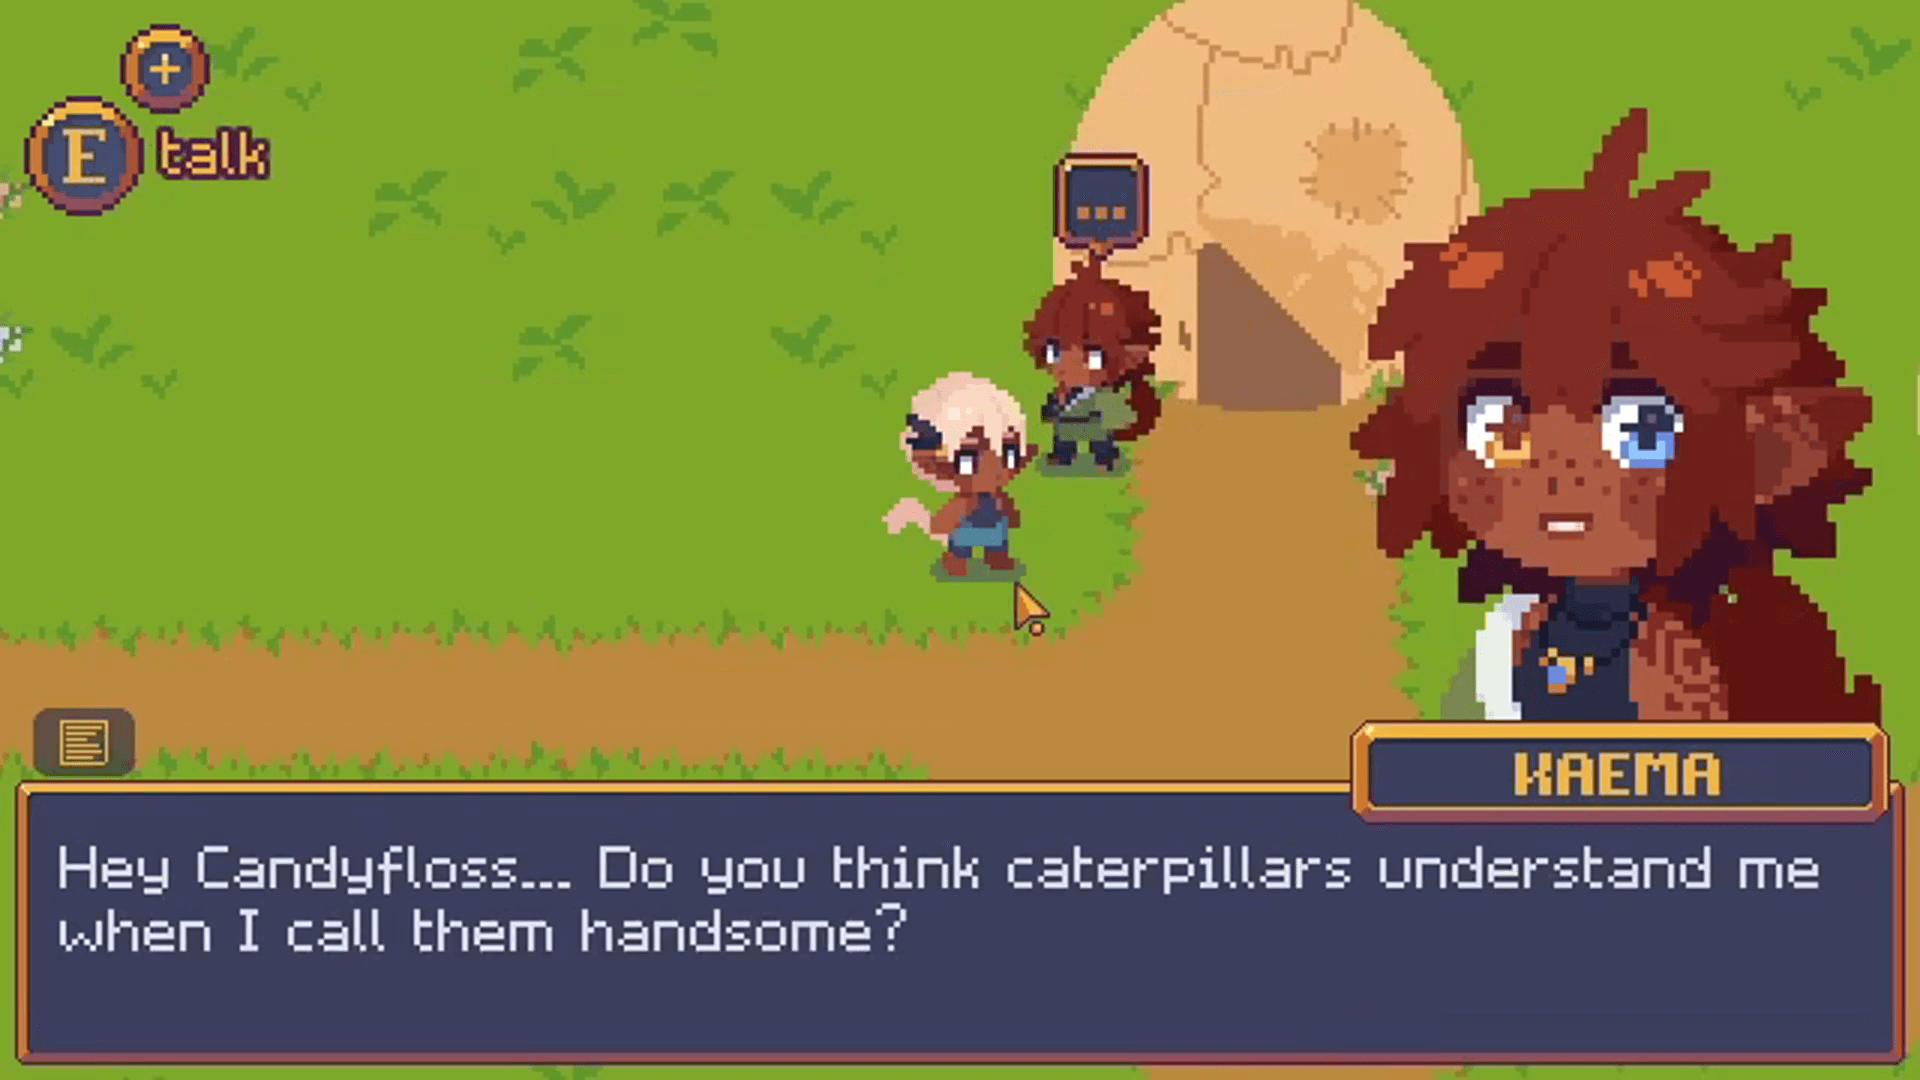 +
E talk
...
KAEMA
Hey Candyfloss... Do you think caterpillars understand me
when I call them handsome?